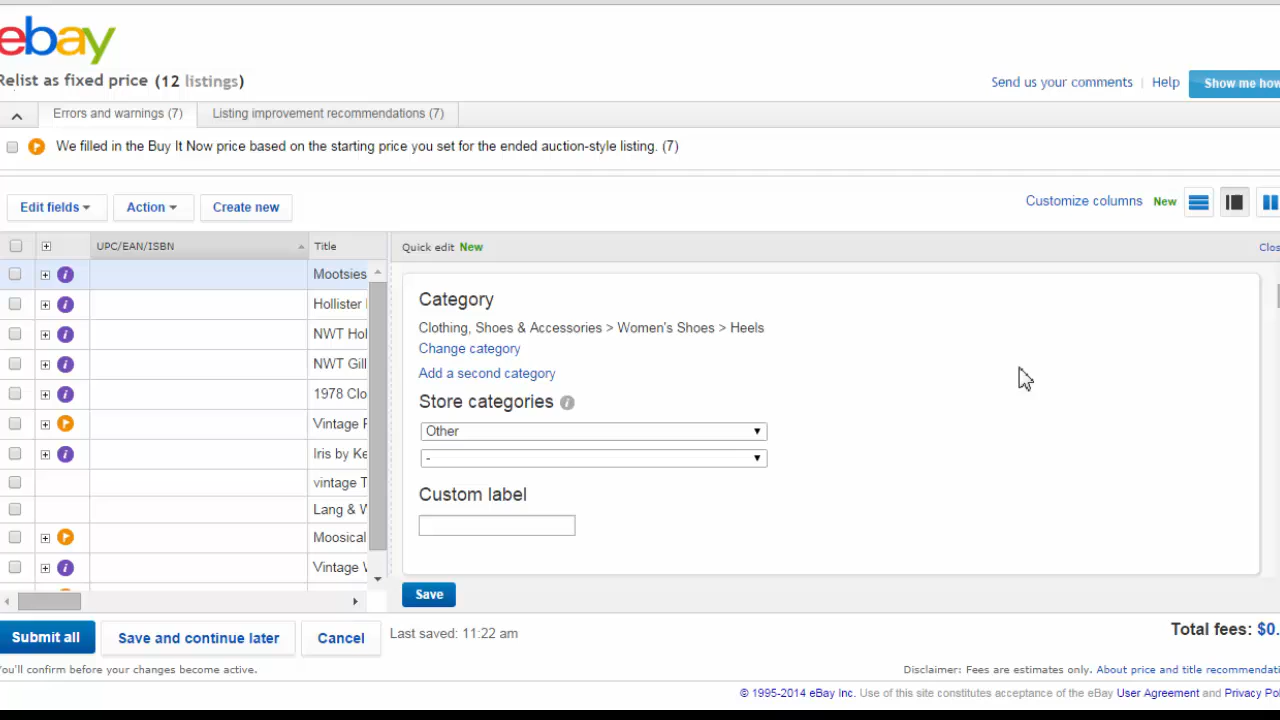 ebay
Relist as fixed price (12 listings)
Send us your comments | Help Show me how
Errors and warnings (7) Listing improvement recommendations (7)
We filled in the Buy It Now price based on the starting price you set for the ended auction-style listing. (7)
Edit fields Action Create new Customize columns New
UPC/EAN/ISBN Title Quick edit New Clos
Mootsies
Hollister
NWT Hol
NWT Gill
1978 Clo
Vintage F
Iris by Ke
vintage T
Lang & W
Moosical
Vintage W
Category
Clothing, Shoes & Accessories > Women's Shoes > Heels
Change category
Add a second category
Store categories i
Other
-
Custom label
Save
Submit all Save and continue later Cancel Last saved: 11:22 am Total fees: $0.
You'll confirm before your changes become active. Disclaimer: Fees are estimates only. About price and title recommendati
© 1995-2014 eBay Inc. Use of this site constitutes acceptance of the eBay User Agreement and Privacy Pol